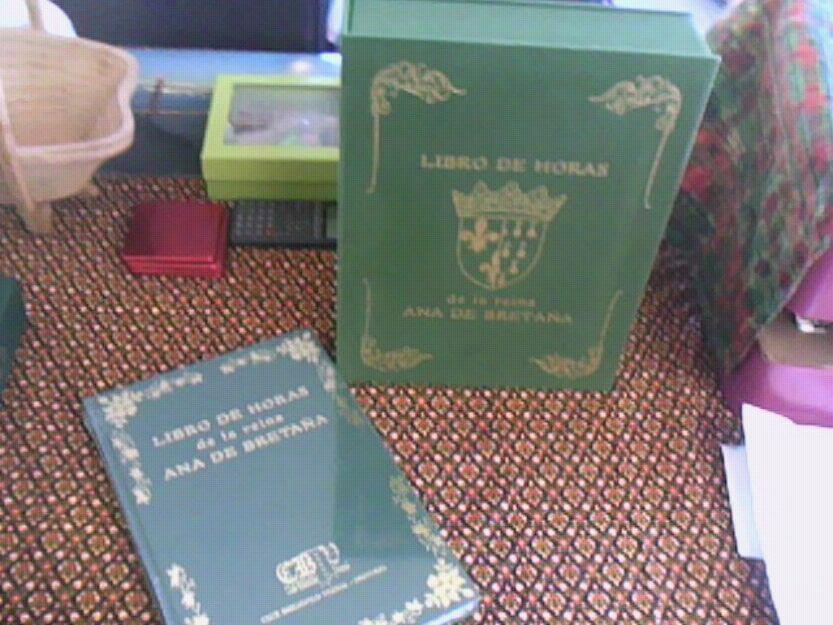 LIBRO DE HORAS
de la reina
ANA DE BRETAÑA
LIBRO DE HORAS
de la reina
ANA DE BRETAÑA